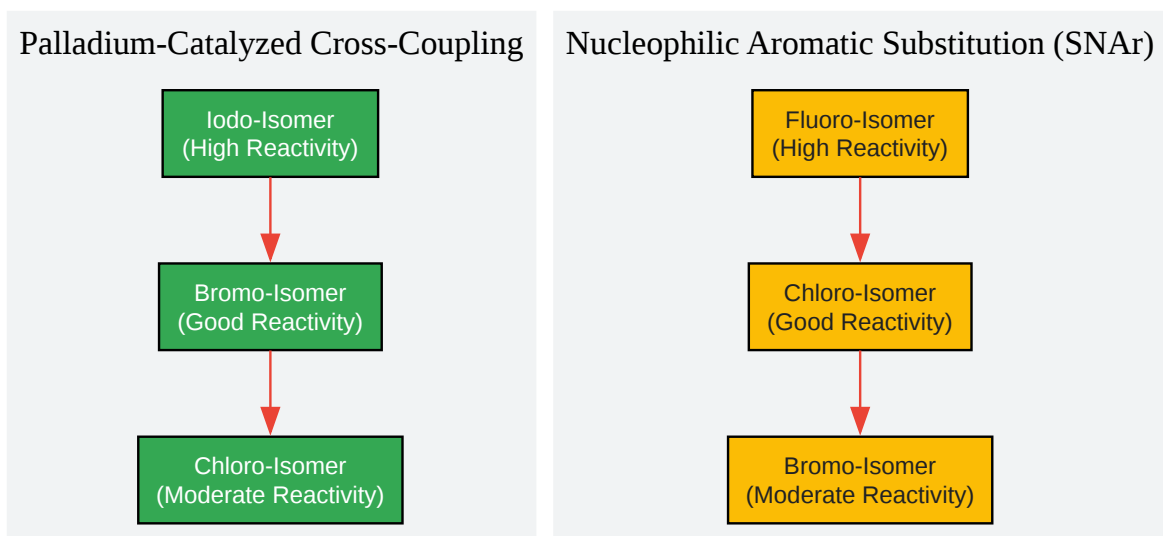 Palladium-Catalyzed Cross-Coupling
Iodo-Isomer
(High Reactivity)
Bromo-Isomer
(Good Reactivity)
Chloro-Isomer
(Moderate Reactivity)
Nucleophilic Aromatic Substitution (SNAr)
Fluoro-Isomer
(High Reactivity)
Chloro-Isomer
(Good Reactivity)
Bromo-Isomer
(Moderate Reactivity)